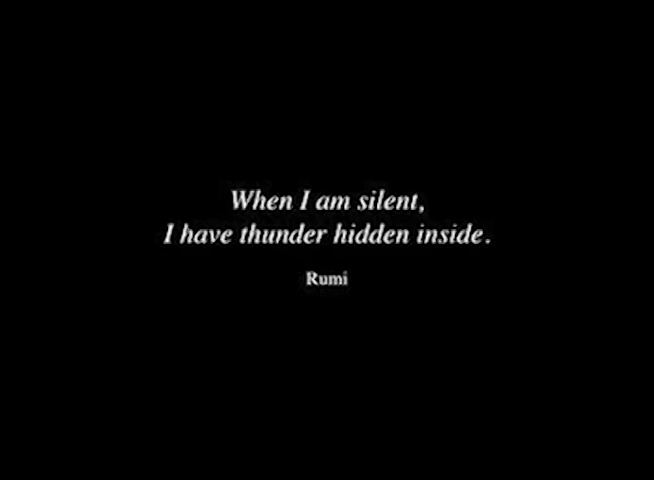 When I am silent,
I have thunder hidden inside.
Rumi